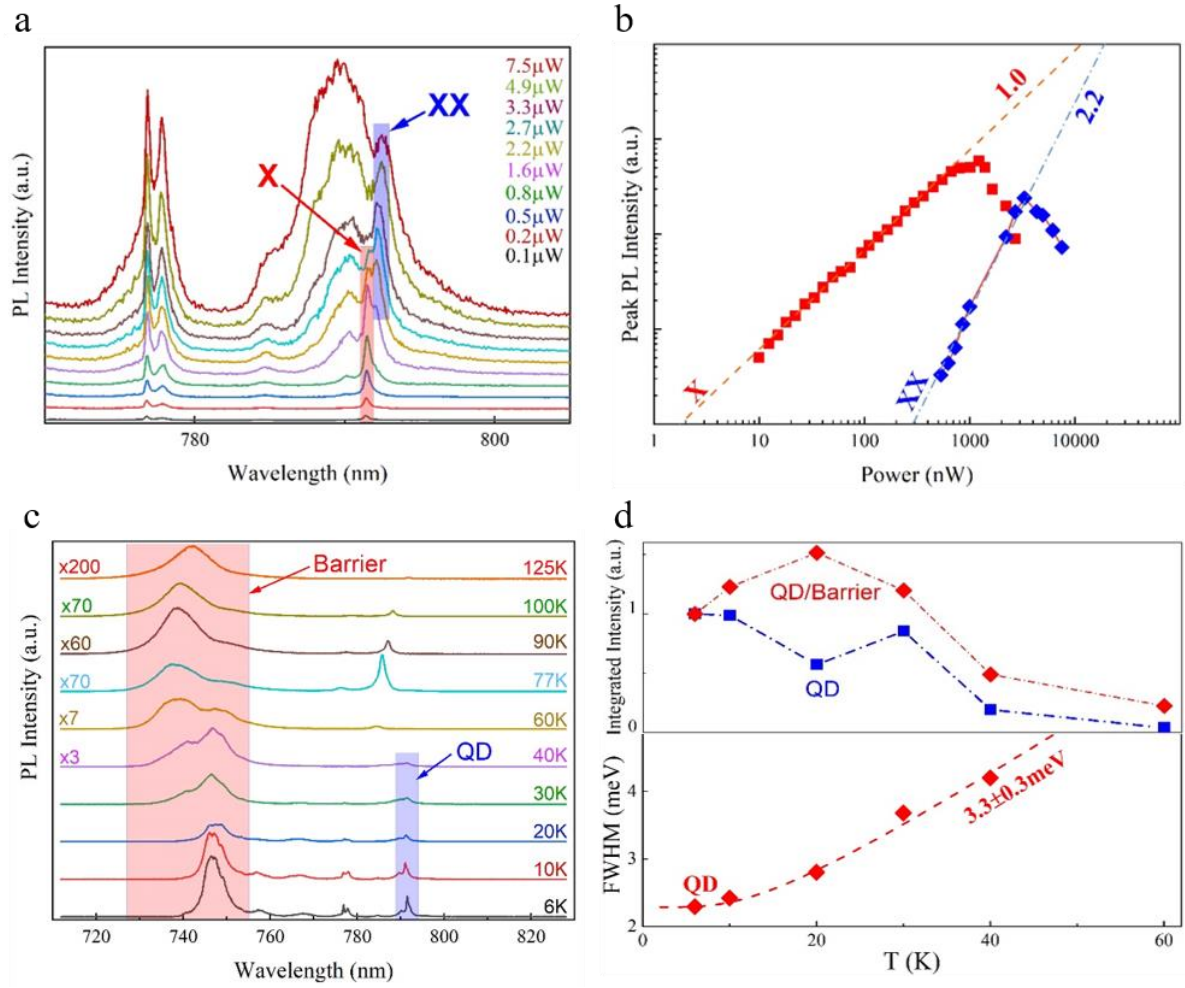 a
7.5µW
4.9µW
3.3µW
2.7µW
2.2µW
1.6µW
0.8µW
0.5µW
0.2µW
0.1µW
XX
X
PL Intensity (a.u.)
780
800
Wavelength (nm)
b
1.0
2.2
X
XX
Peak PL Intensity (a.u.)
1
10
100
1000
10000
Power (nW)
c
x200
Barrier
125K
x70
100K
x60
90K
x70
77K
x7
60K
x3
40K
QD
30K
20K
10K
6K
PL Intensity (a.u.)
720
740
760
780
800
820
Wavelength (nm)
d
Integrated Intensity (a.u.)
1
0
QD/Barrier
QD
FWHM (meV)
4
3
2
QD
3.3±0.3meV
0
20
40
60
T (K)